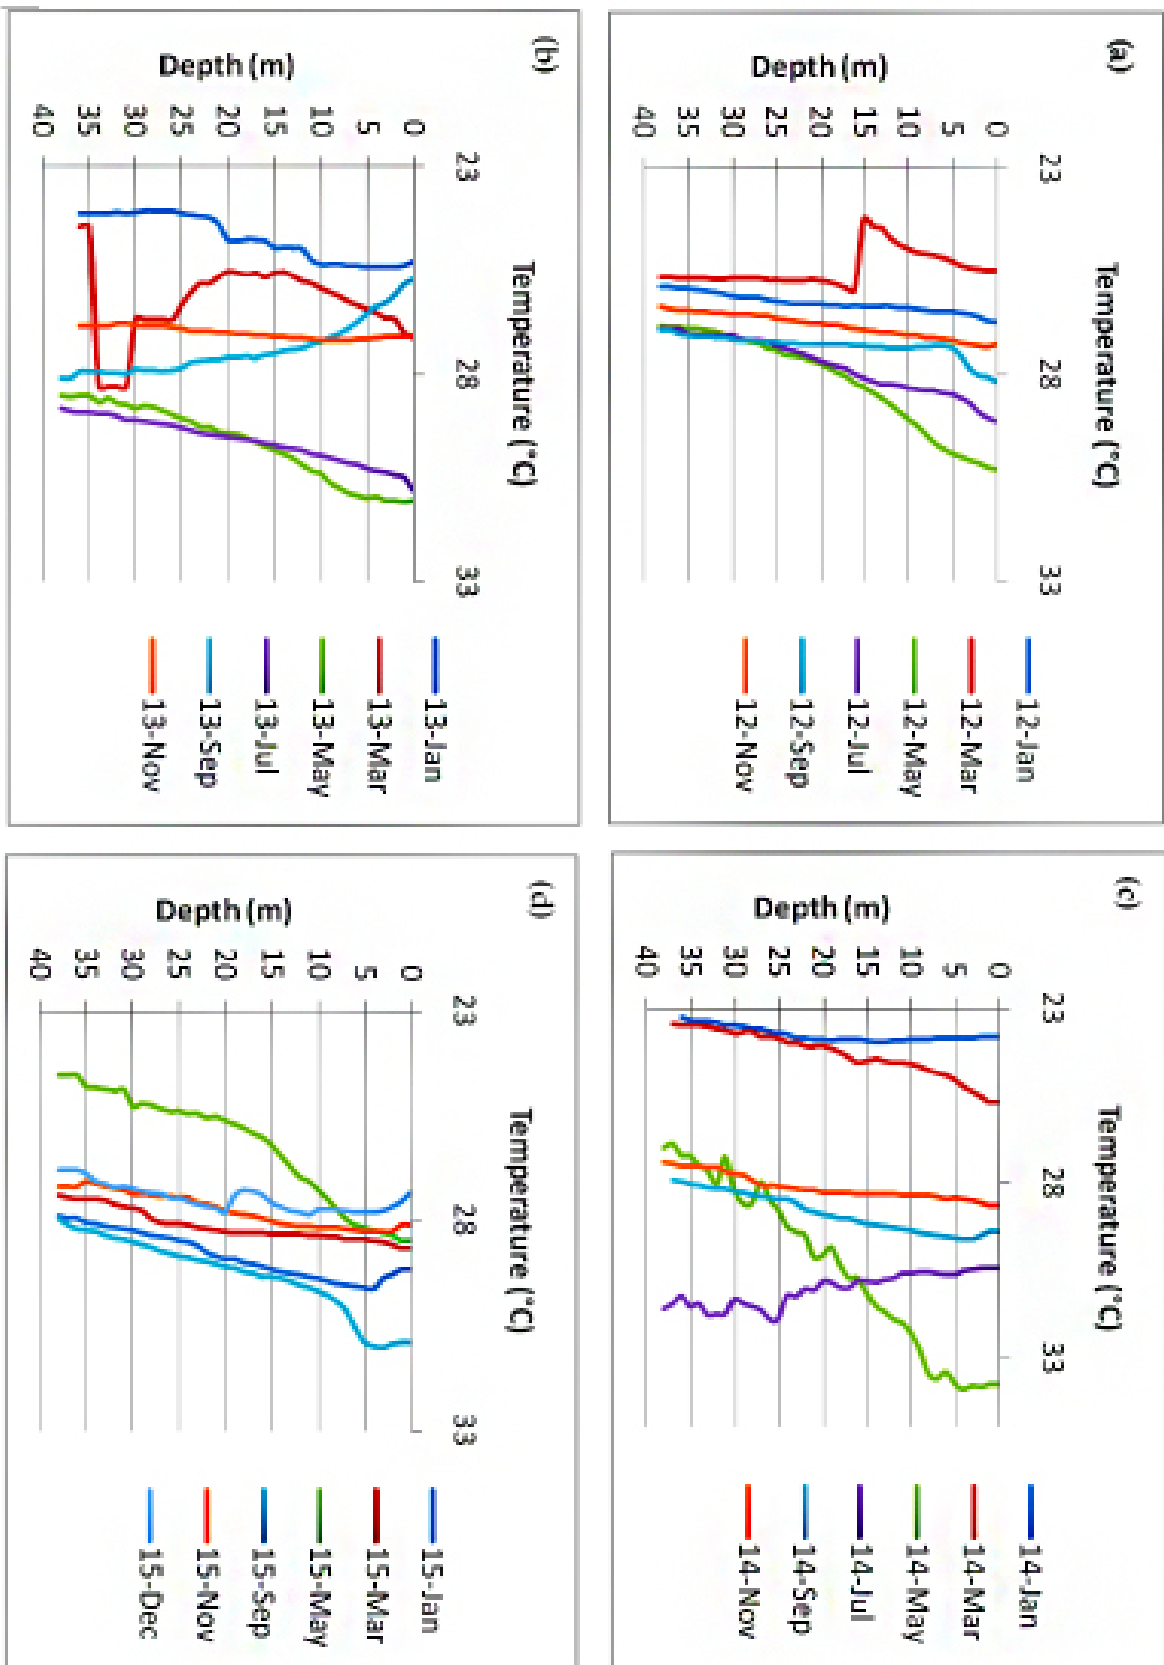 (a)
Temperature (°C)
23 28 33
Depth (m)
0
5
10
15
20
25
30
35
40
12-Jan
12-Mar
12-May
12-Jul
12-Sep
12-Nov
(b)
Temperature (°C)
23 28 33
Depth (m)
0
5
10
15
20
25
30
35
40
13-Jan
13-Mar
13-May
13-Jul
13-Sep
13-Nov
(c)
Temperature (°C)
23 28 33
Depth (m)
0
5
10
15
20
25
30
35
40
14-Jan
14-Mar
14-May
14-Jul
14-Sep
14-Nov
(d)
Temperature (°C)
23 28 33
Depth (m)
0
5
10
15
20
25
30
35
40
15-Jan
15-Mar
15-May
15-Sep
15-Nov
15-Dec